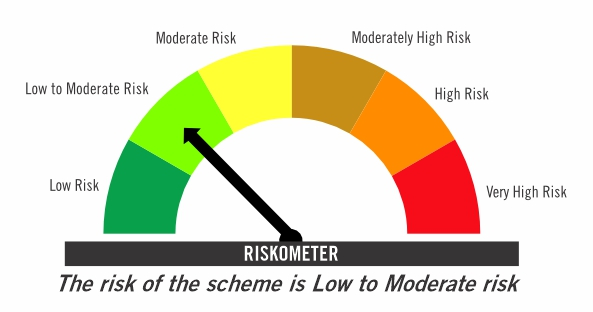 Moderate Risk
Moderately High Risk
Low to Moderate Risk
High Risk
Low Risk
Very High Risk
RISKOMETER
The risk of the scheme is Low to Moderate risk